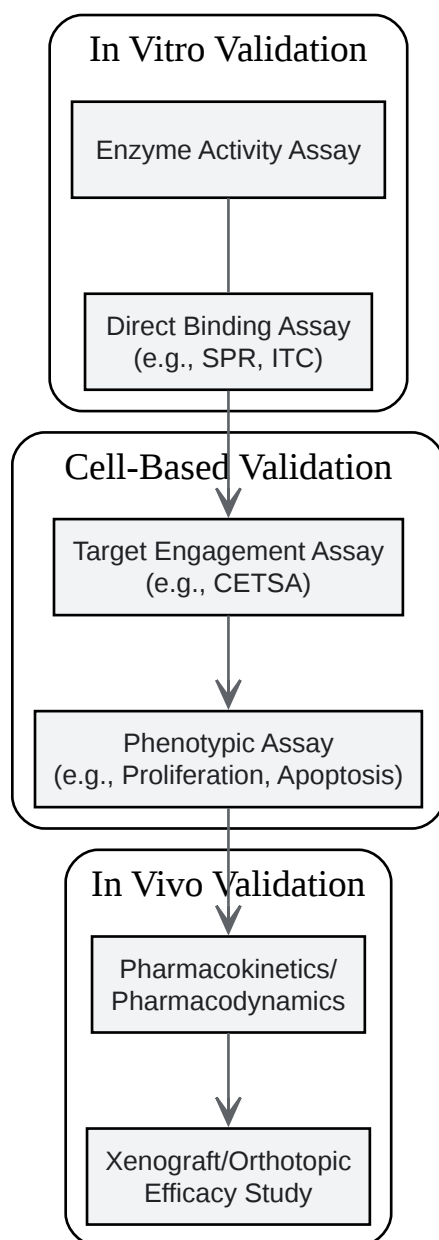 In Vitro Validation
Enzyme Activity Assay
Direct Binding Assay
(e.g., SPR, ITC)
Cell-Based Validation
Target Engagement Assay
(e.g., CETSA)
Phenotypic Assay
(e.g., Proliferation, Apoptosis)
In Vivo Validation
Pharmacokinetics/
Pharmacodynamics
Xenograft/Orthotopic
Efficacy Study